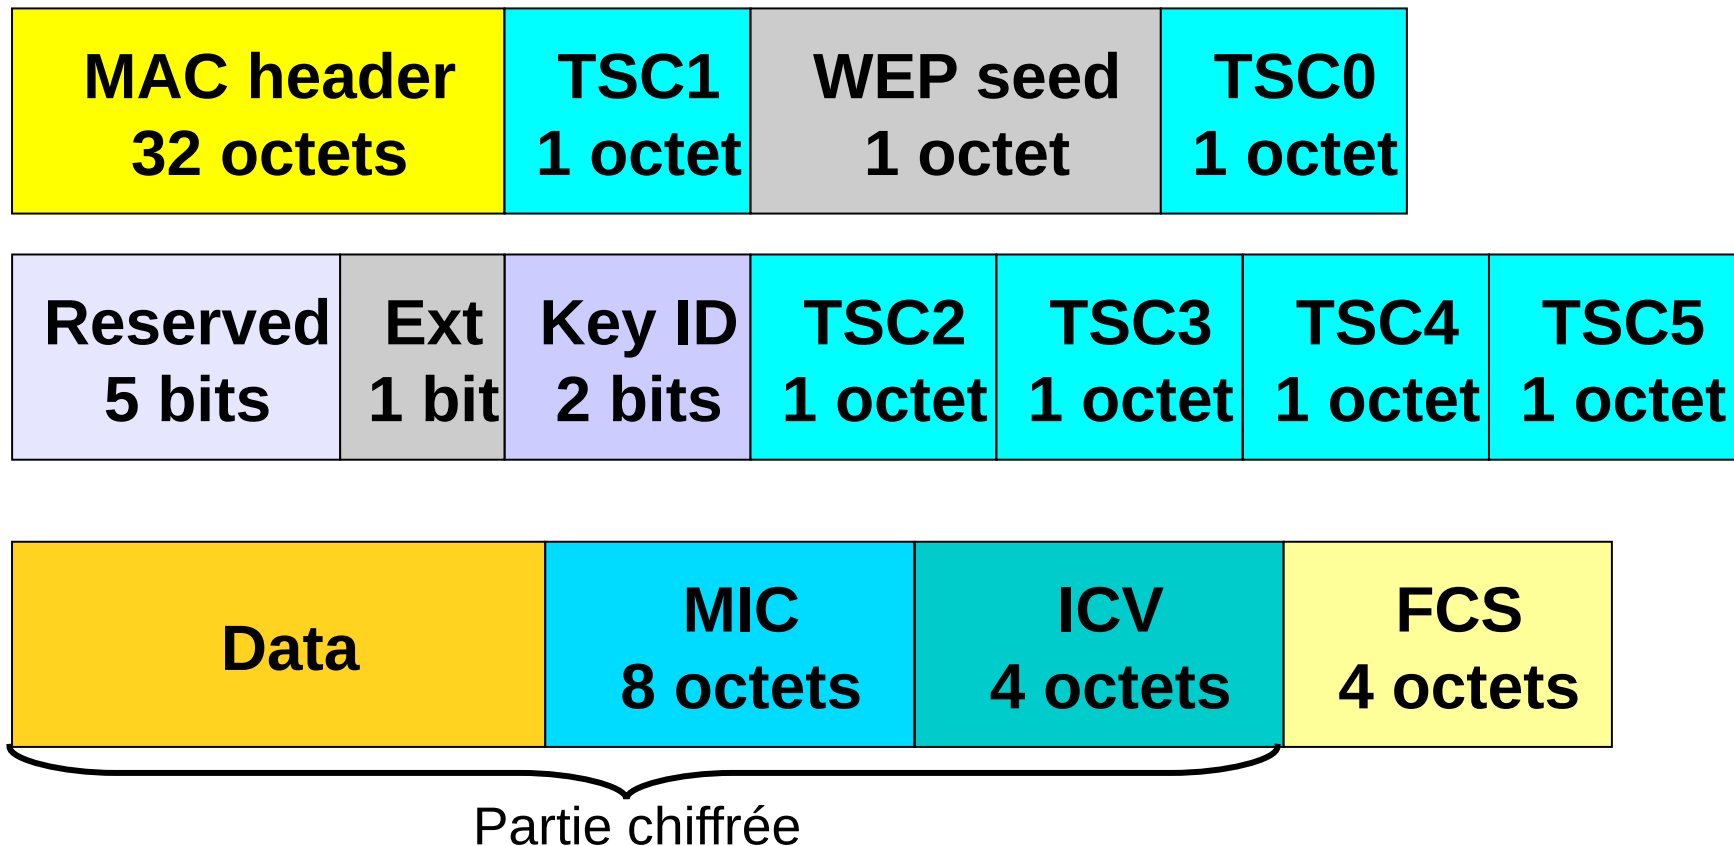 MAC header
32 octets
TSC1
1 octet
WEP seed
1 octet
TSC0
1 octet
Reserved
5 bits
Ext
1 bit
Key ID
2 bits
TSC2
1 octet
TSC3
1 octet
TSC4
1 octet
TSC5
1 octet
Data
MIC
8 octets
ICV
4 octets
FCS
4 octets
Partie chiffrée